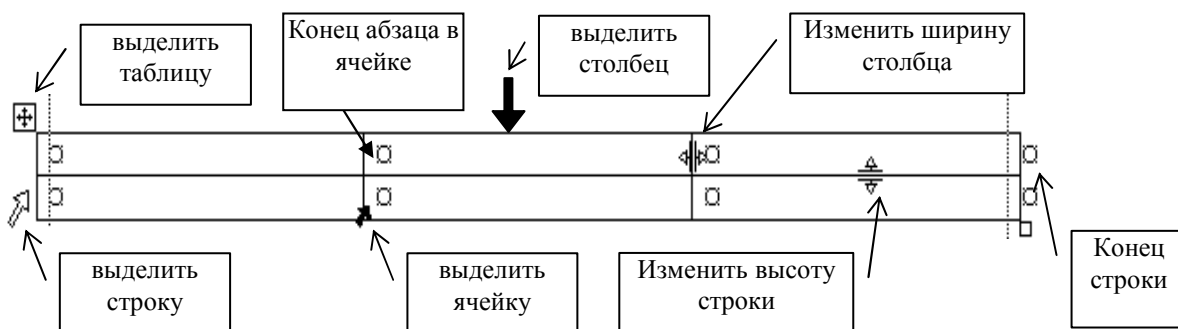 выделить
таблицу
Конец абзаца в
ячейке
выделить
столбец
Изменить ширину
столбца
выделить
строку
выделить
ячейку
Изменить высоту
строки
Конец
строки